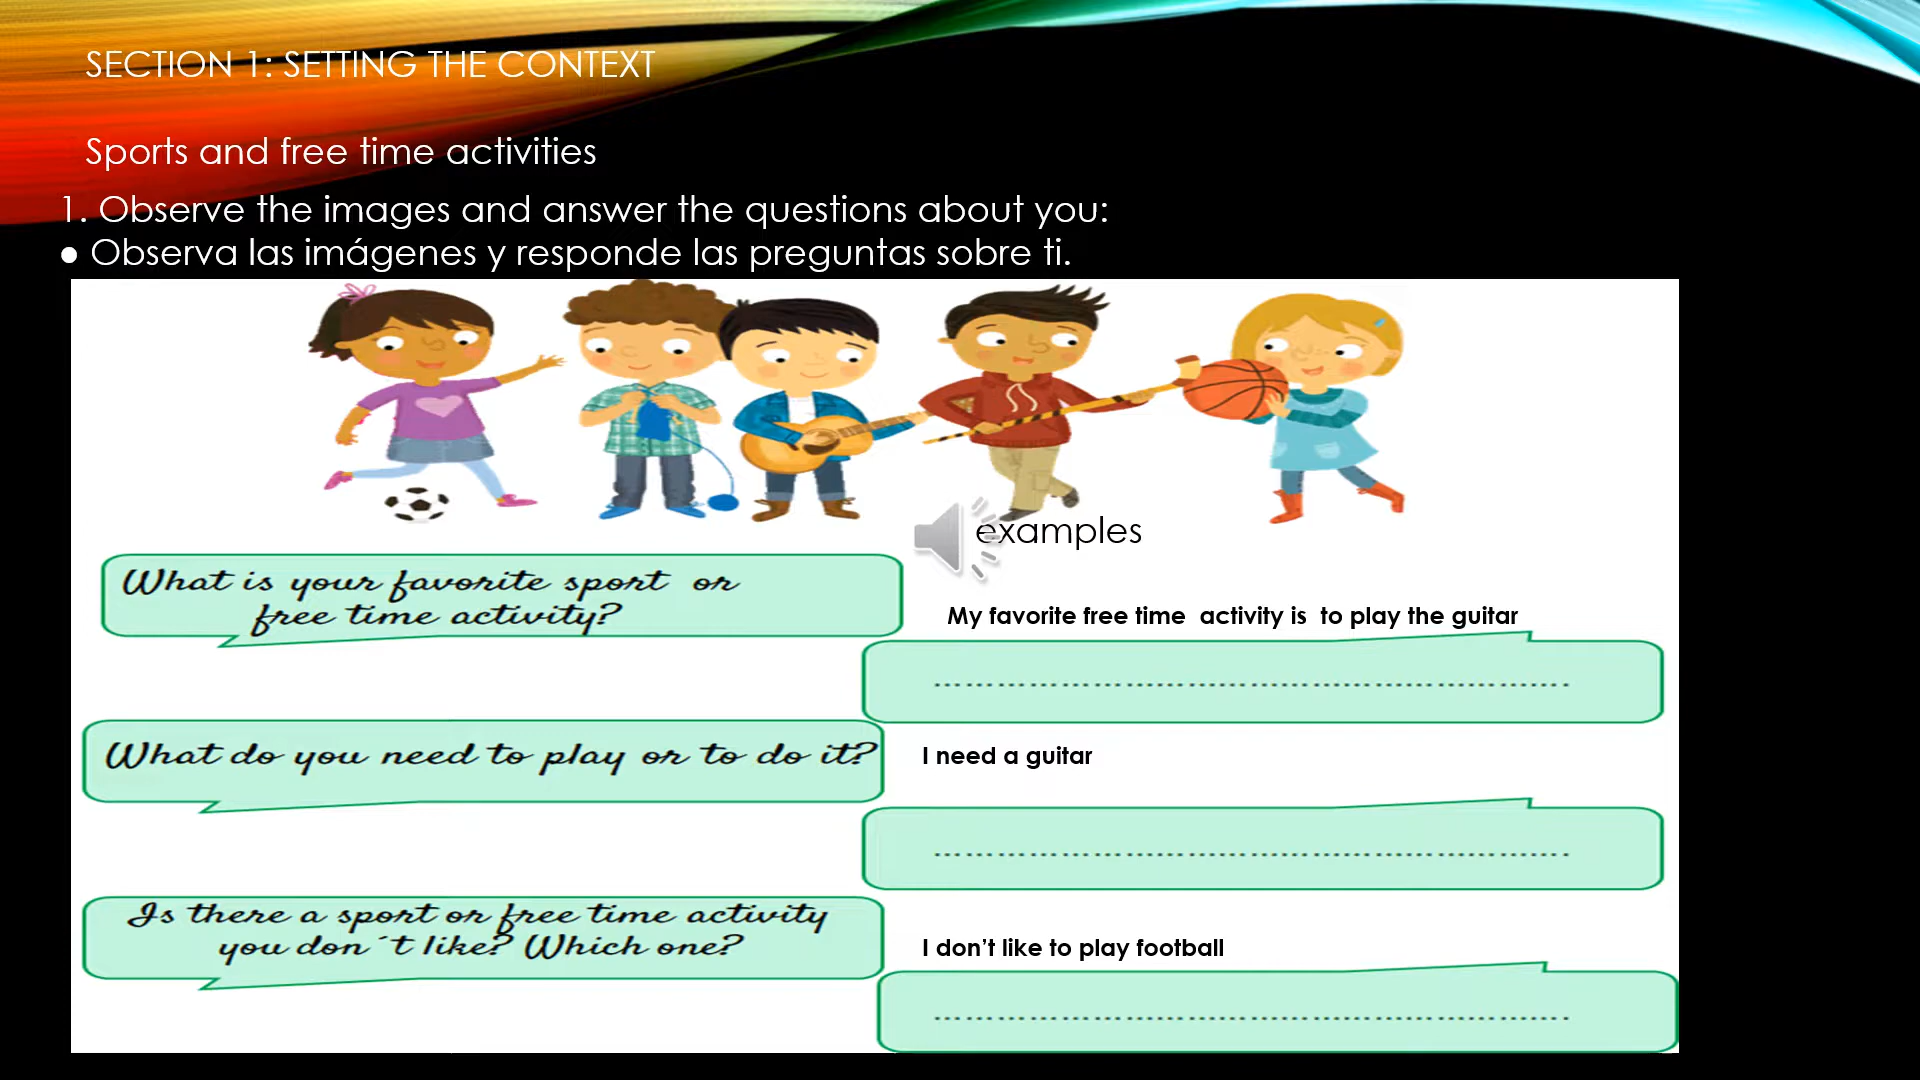 SECTION 1: SETTING THE CONTEXT
Sports and free time activities
1. Observe the images and answer the questions about you:
● Observa las imágenes y responde las preguntas sobre ti.
examples
What is your favorite sport or
free time activity?
My favorite free time activity is to play the guitar
………………………………………………………….
What do you need to play or to do it?
I need a guitar
………………………………………………………….
Is there a sport or free time activity
you don´t like? Which one?
I don’t like to play football
………………………………………………………….